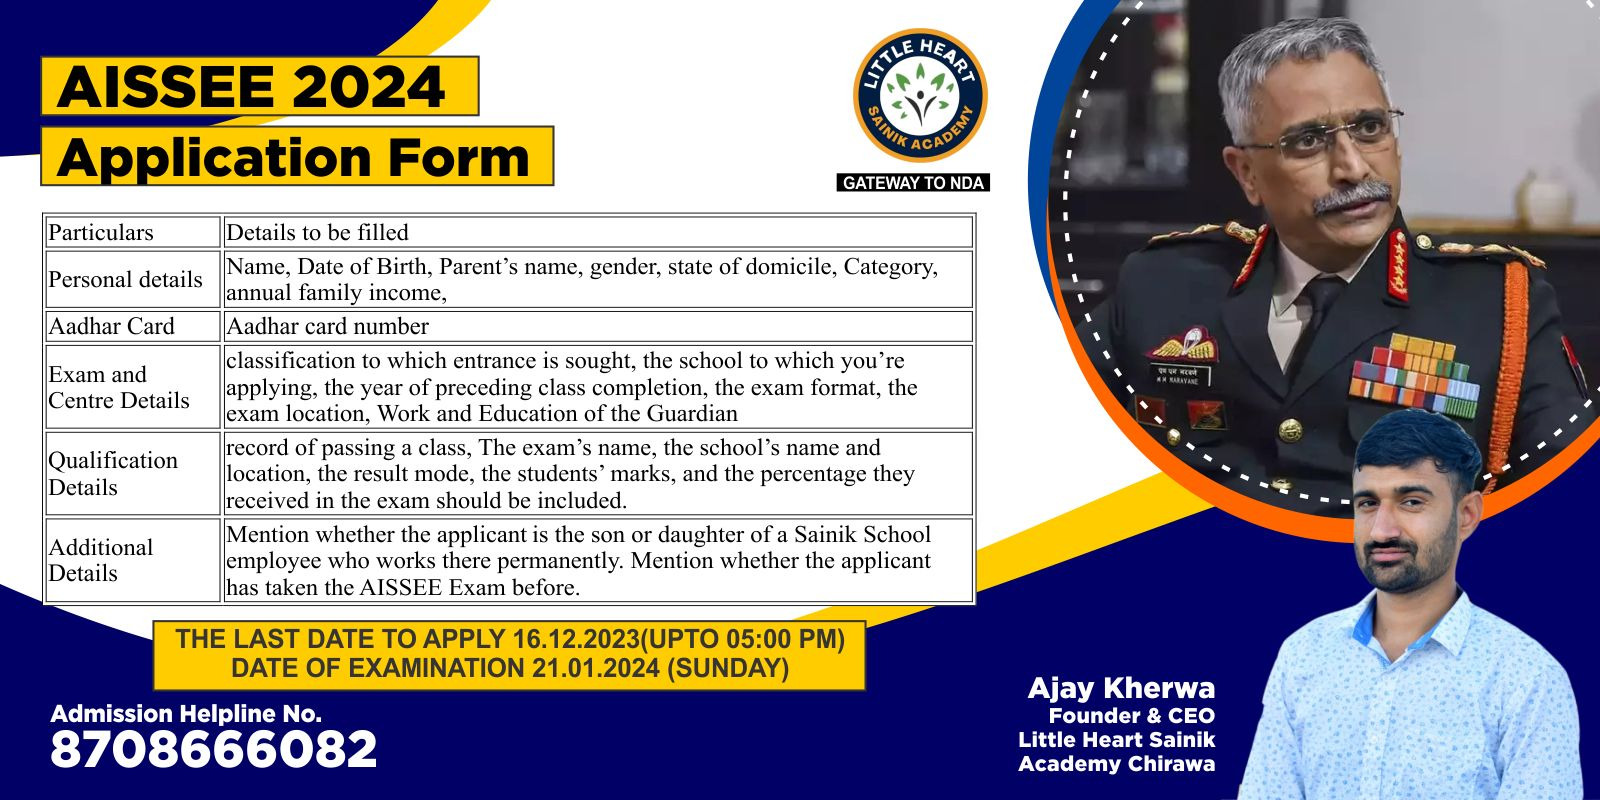 AISSEE 2024
Application Form
LITTLE HEART
SAINIK ACADEMY
GATEWAY TO NDA
Particulars
Details to be filled
Personal details
Name, Date of Birth, Parent’s name, gender, state of domicile, Category,
annual family income,
Aadhar Card
Aadhar card number
Exam and
Centre Details
classification to which entrance is sought, the school to which you’re
applying, the year of preceding class completion, the exam format, the
exam location, Work and Education of the Guardian
Qualification
Details
record of passing a class, The exam’s name, the school’s name and
location, the result mode, the students’ marks, and the percentage they
received in the exam should be included.
Additional
Details
Mention whether the applicant is the son or daughter of a Sainik School
employee who works there permanently. Mention whether the applicant
has taken the AISSEE Exam before.
THE LAST DATE TO APPLY 16.12.2023(UPTO 05:00 PM)
DATE OF EXAMINATION 21.01.2024 (SUNDAY)
Admission Helpline No.
8708666082
एम एम नरवणे
M M NARAVANE
Ajay Kherwa
Founder & CEO
Little Heart Sainik
Academy Chirawa